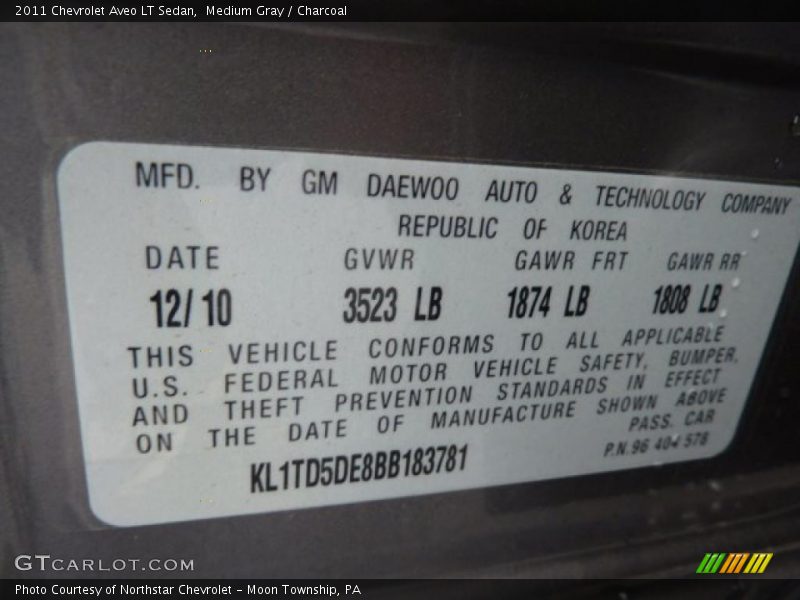 2011 Chevrolet Aveo LT Sedan,  Medium Gray / Charcoal
MFD. BY GM DAEWOO AUTO & TECHNOLOGY COMPANY
REPUBLIC OF KOREA
DATE GVWR GAWR FRT GAWR RR
12/10 3523 LB 1874 LB 1808 LB
THIS VEHICLE CONFORMS TO ALL APPLICABLE
U.S. FEDERAL MOTOR VEHICLE SAFETY, BUMPER,
AND THEFT PREVENTION STANDARDS IN EFFECT
ON THE DATE OF MANUFACTURE SHOWN ABOVE
PASS. CAR
KL1TD5DE8BB183781 P.N.96 404 578
GTCARLOT.COM
Photo Courtesy of Northstar Chevrolet - Moon Township, PA